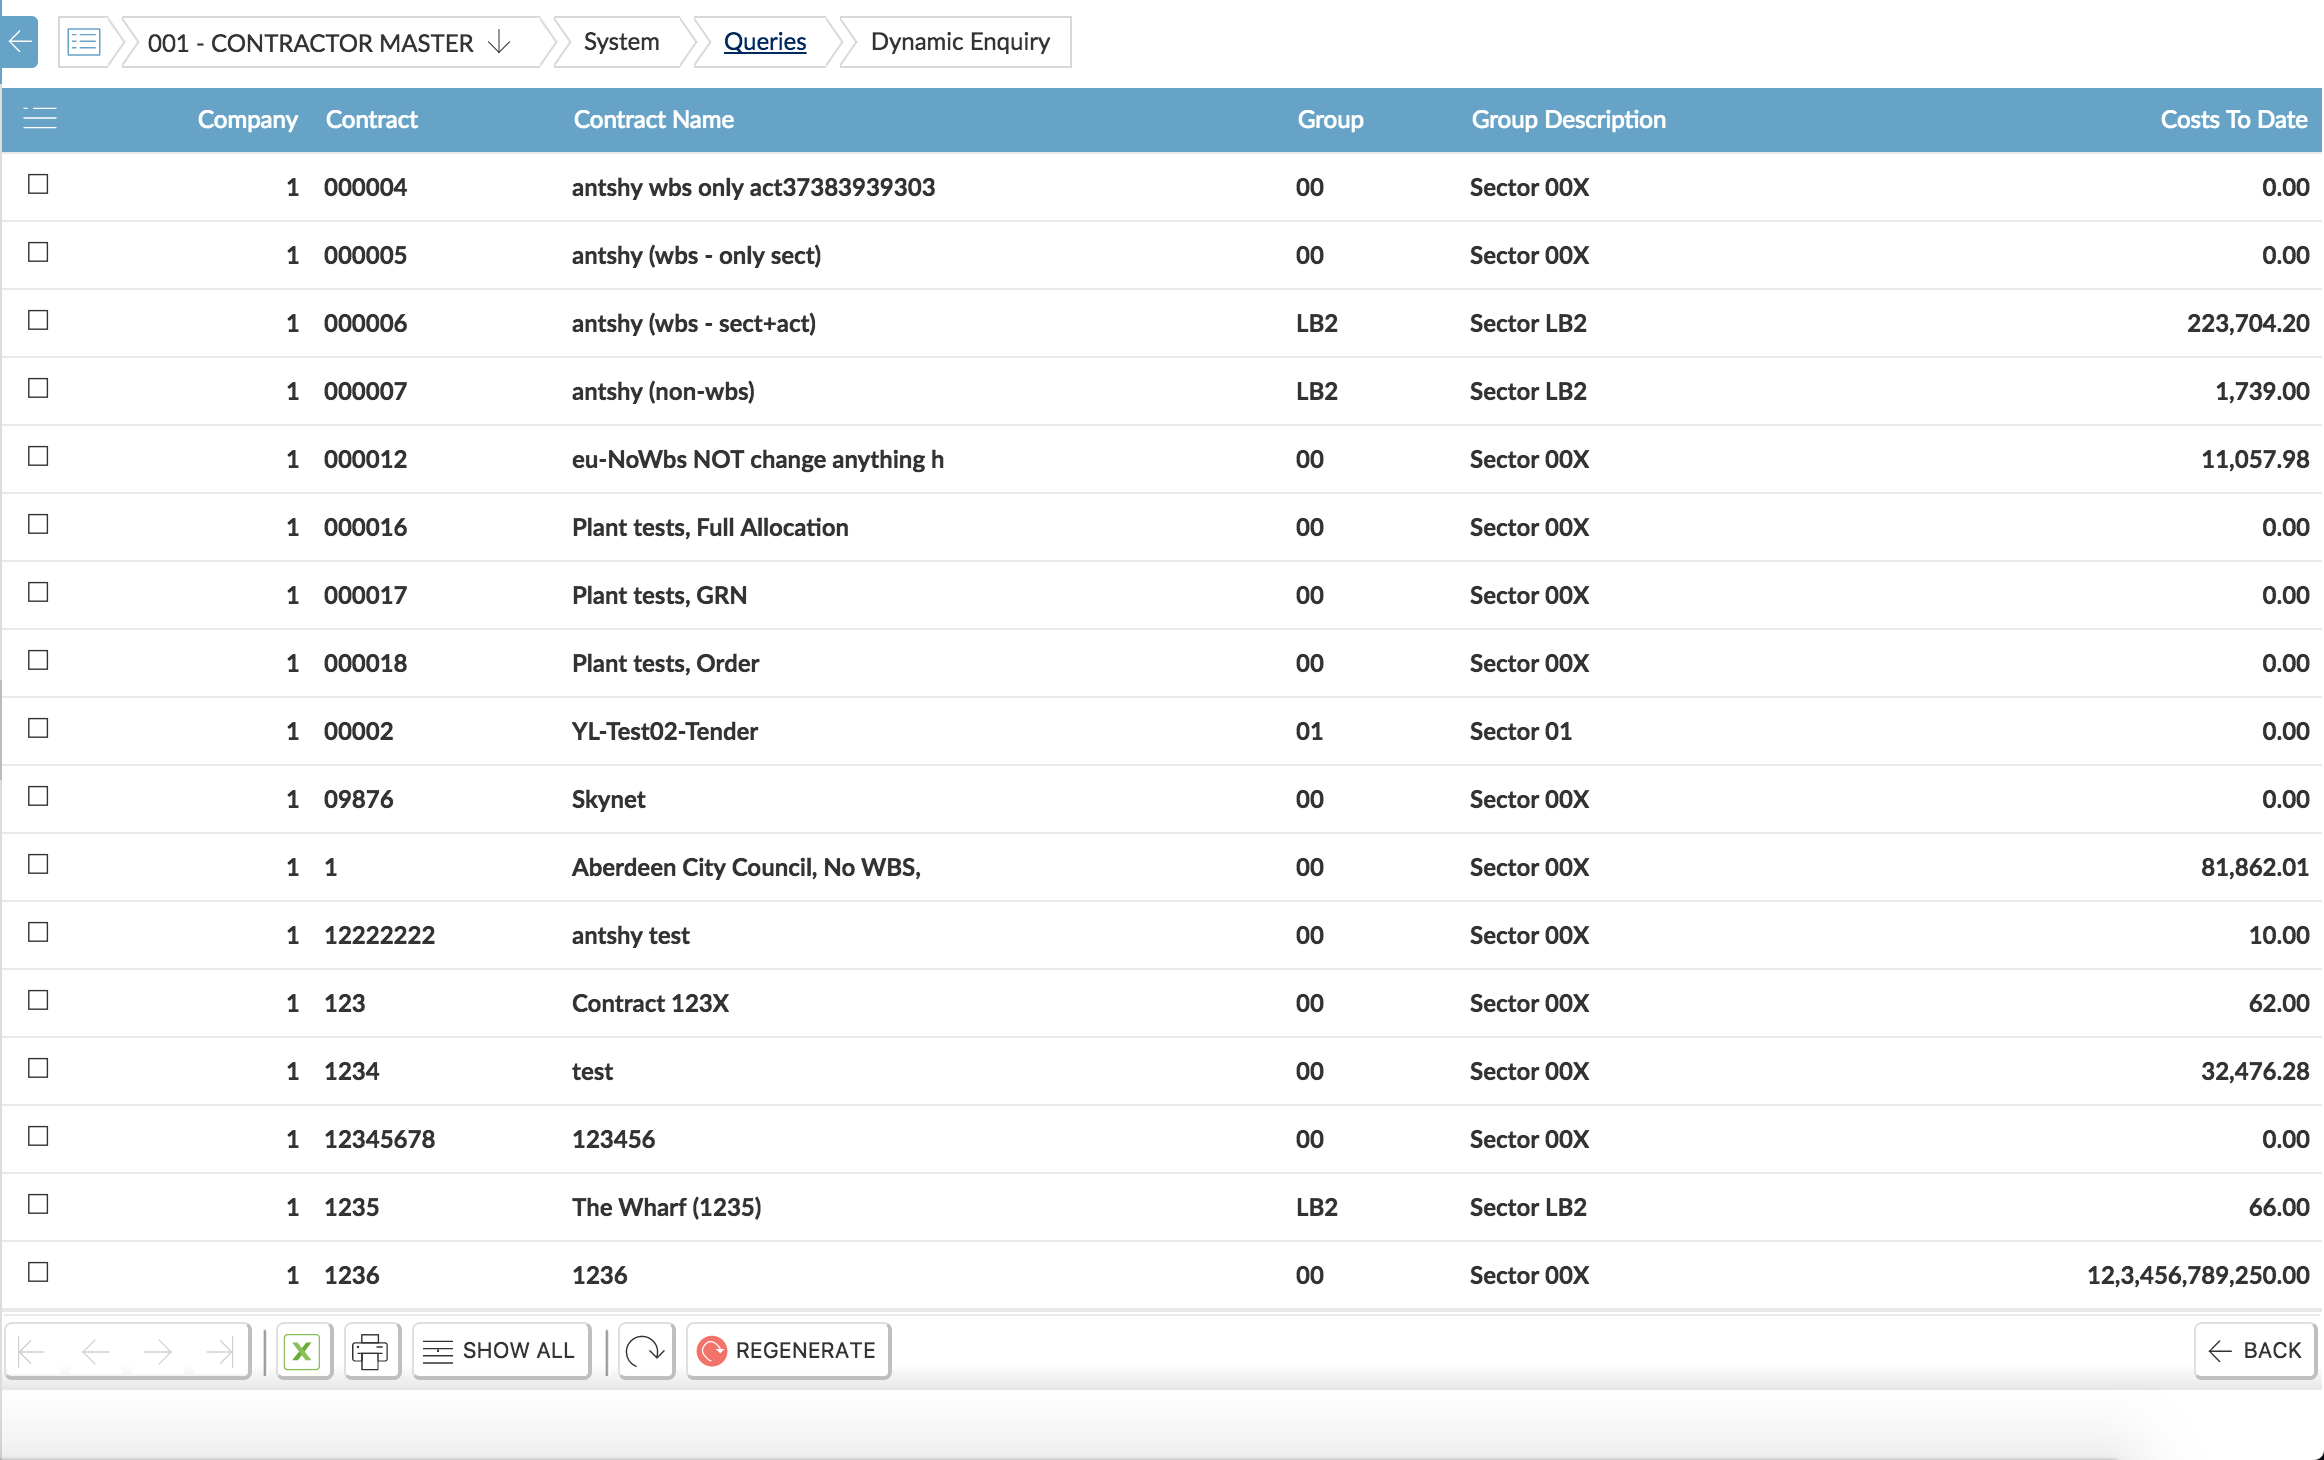 001 - CONTRACTOR MASTER System Queries Dynamic Enquiry
Company Contract Contract Name Group Group Description Costs To Date
1 000004 antshy wbs only act37383939303 00 Sector 00X 0.00
1 000005 antshy (wbs - only sect) 00 Sector 00X 0.00
1 000006 antshy (wbs - sect+act) LB2 Sector LB2 223,704.20
1 000007 antshy (non-wbs) LB2 Sector LB2 1,739.00
1 000012 eu-NoWbs NOT change anything h 00 Sector 00X 11,057.98
1 000016 Plant tests, Full Allocation 00 Sector 00X 0.00
1 000017 Plant tests, GRN 00 Sector 00X 0.00
1 000018 Plant tests, Order 00 Sector 00X 0.00
1 00002 YL-Test02-Tender 01 Sector 01 0.00
1 09876 Skynet 00 Sector 00X 0.00
1 1 Aberdeen City Council, No WBS, 00 Sector 00X 81,862.01
1 12222222 antshy test 00 Sector 00X 10.00
1 123 Contract 123X 00 Sector 00X 62.00
1 1234 test 00 Sector 00X 32,476.28
1 12345678 123456 00 Sector 00X 0.00
1 1235 The Wharf (1235) LB2 Sector LB2 66.00
1 1236 1236 00 Sector 00X 12,3,456,789,250.00
X SHOW ALL REGENERATE BACK